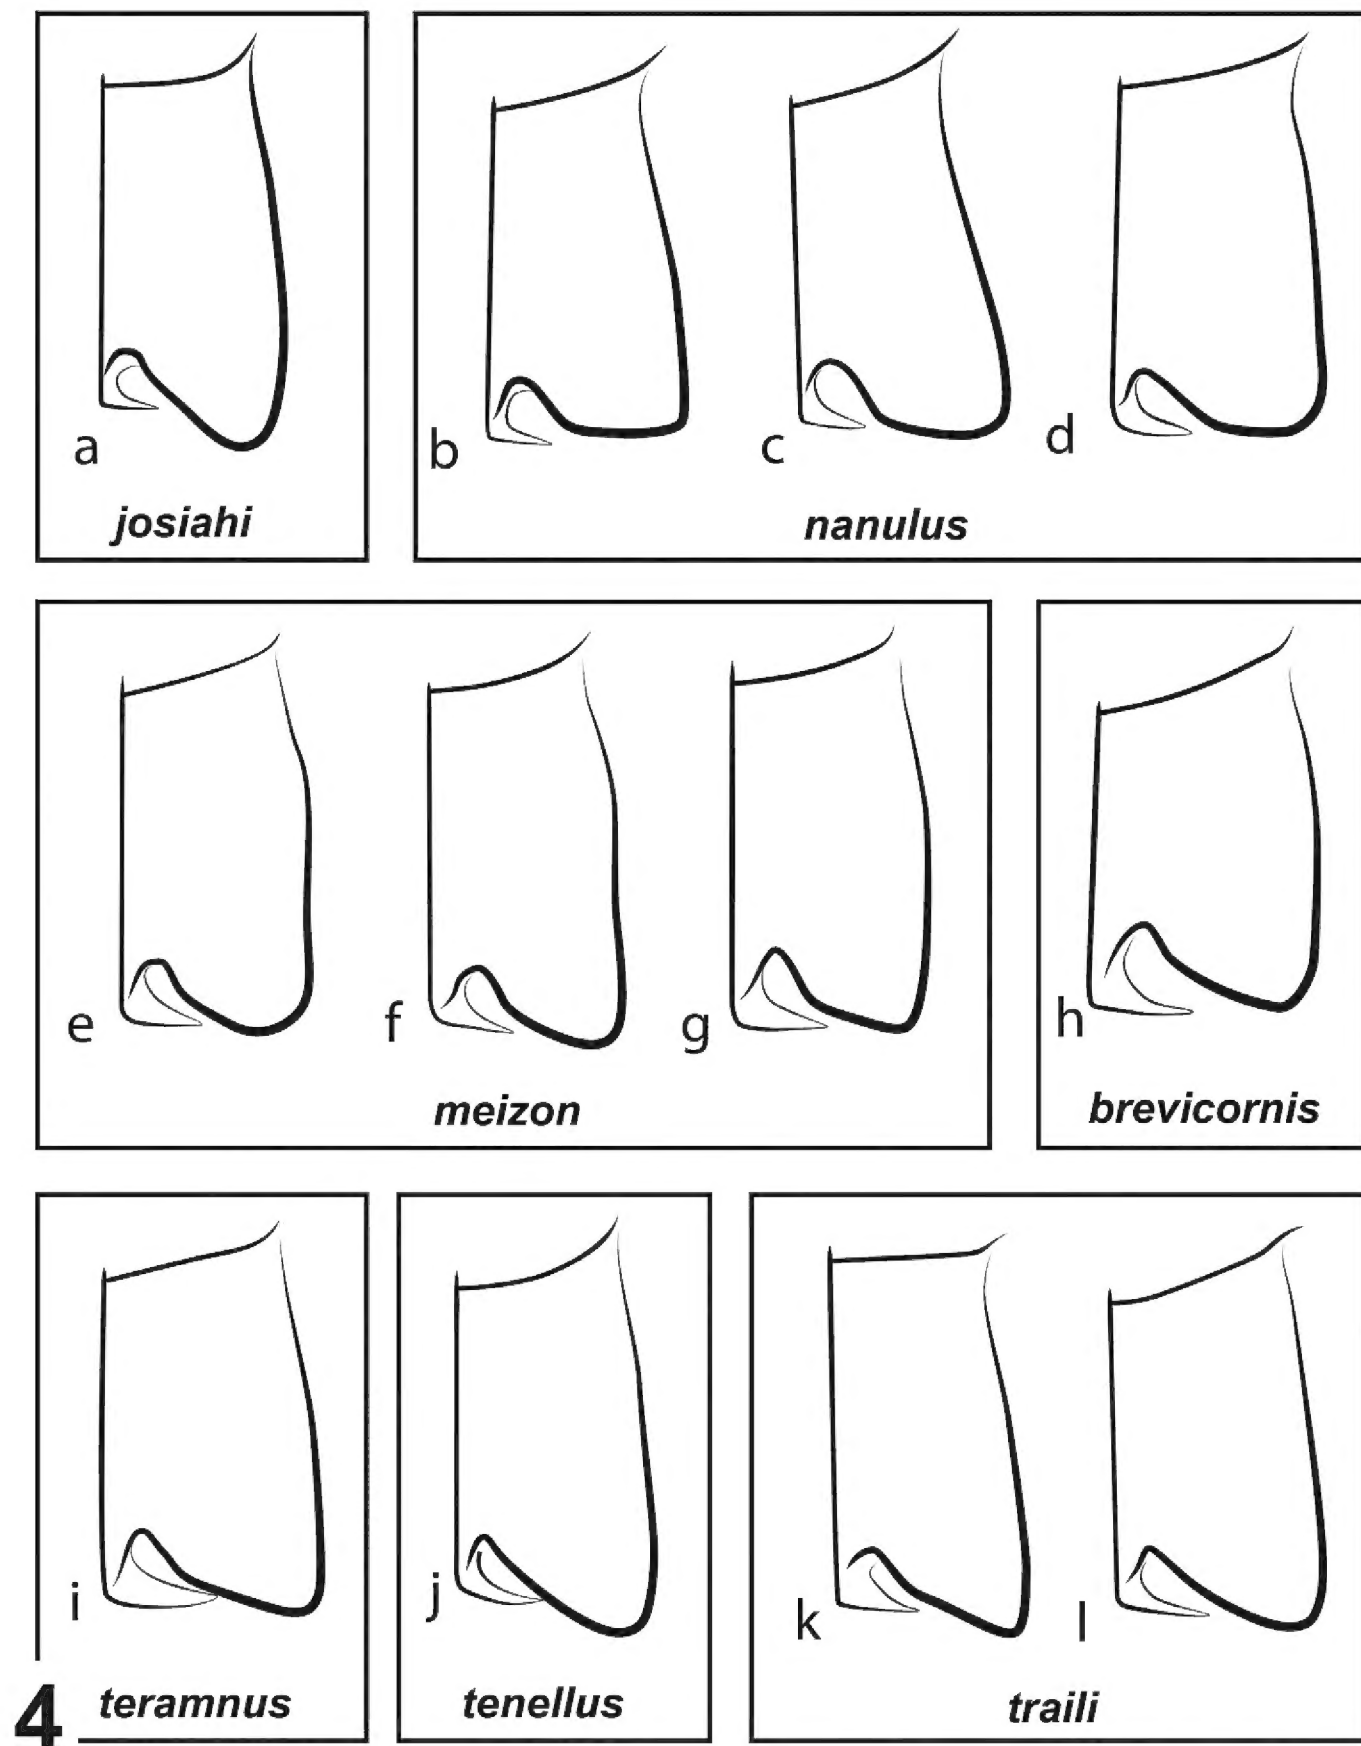 a
josiahi
b c d
nanulus
e f g
meizon
h
brevicornis
i
teramnus
j
tenellus
k l
traili
4